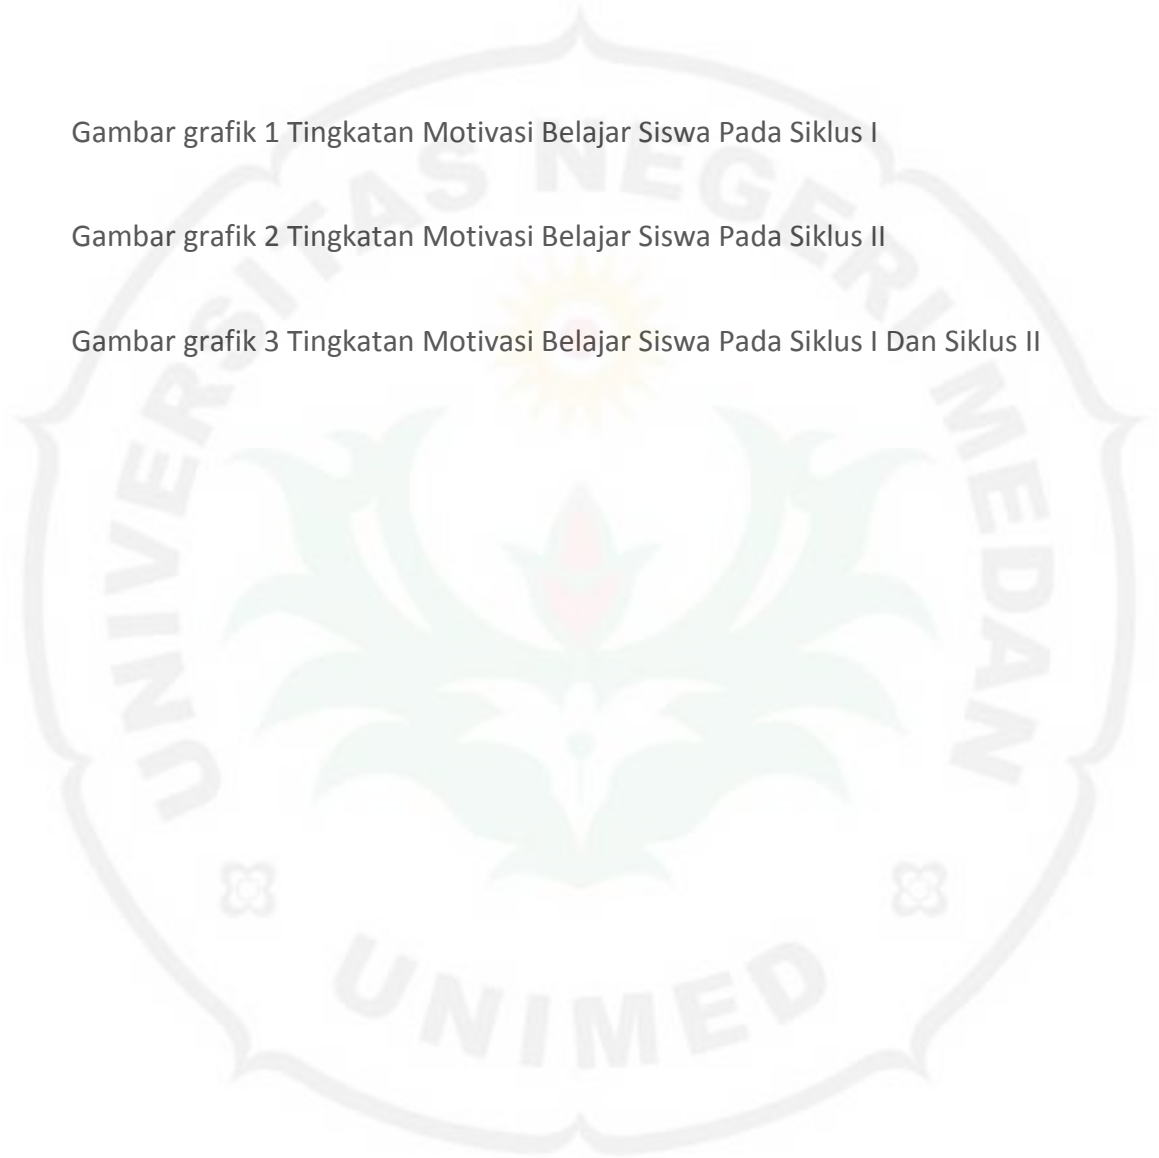 Gambar grafik 1 Tingkatan Motivasi Belajar Siswa Pada Siklus I
Gambar grafik 2 Tingkatan Motivasi Belajar Siswa Pada Siklus II
Gambar grafik 3 Tingkatan Motivasi Belajar Siswa Pada Siklus I Dan Siklus II
UNIVERSITAS NEGERI MEDAN
UNIMED